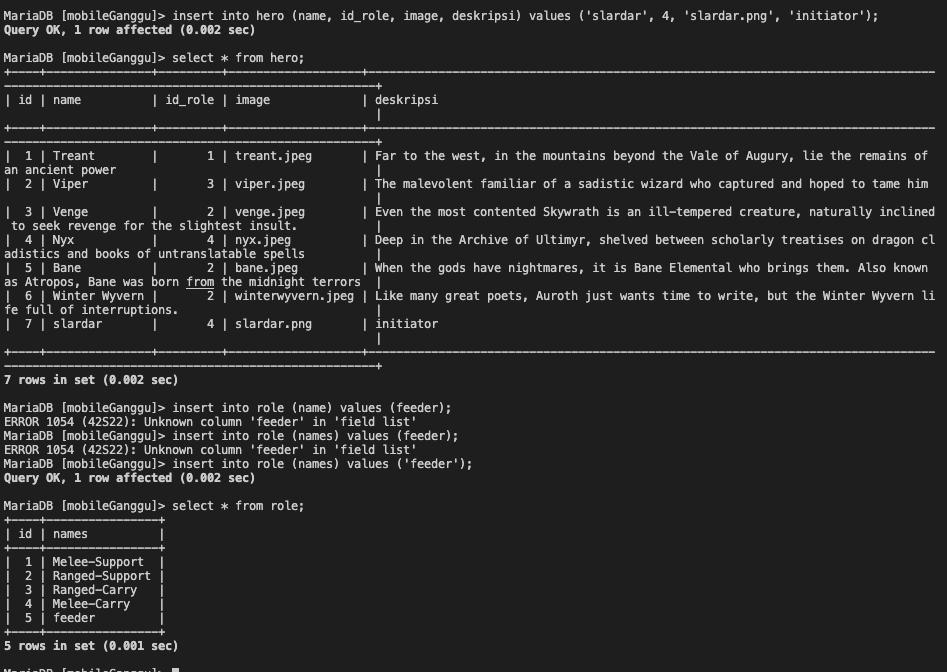 MariaDB [mobileGanggu]> insert into hero (name, id_role, image, deskripsi) values ('slardar', 4, 'slardar.png', 'initiator');
Query OK, 1 row affected (0.002 sec)
MariaDB [mobileGanggu]> select * from hero;
| id | name | id_role | image | deskripsi
|
| 1 | Treant | 1 | treant.jpeg | Far to the west, in the mountains beyond the Vale of Augury, lie the remains of
an ancient power |
| 2 | Viper | 3 | viper.jpeg | The malevolent familiar of a sadistic wizard who captured and hoped to tame him
|
| 3 | Venge | 2 | venge.jpeg | Even the most contented Skywrath is an ill-tempered creature, naturally inclined
to seek revenge for the slightest insult. |
| 4 | Nyx | 4 | nyx.jpeg | Deep in the Archive of Ultimyr, shelved between scholarly treatises on dragon cl
adistics and books of untranslatable spells |
| 5 | Bane | 2 | bane.jpeg | When the gods have nightmares, it is Bane Elemental who brings them. Also known
as Atropos, Bane was born from the midnight terrors |
| 6 | Winter Wyvern | 2 | winterwyvern.jpeg | Like many great poets, Auroth just wants time to write, but the Winter Wyvern li
fe full of interruptions. |
| 7 | slardar | 4 | slardar.png | initiator
|
7 rows in set (0.002 sec)
MariaDB [mobileGanggu]> insert into role (name) values (feeder);
ERROR 1054 (42S22): Unknown column 'feeder' in 'field list'
MariaDB [mobileGanggu]> insert into role (names) values (feeder);
ERROR 1054 (42S22): Unknown column 'feeder' in 'field list'
MariaDB [mobileGanggu]> insert into role (names) values ('feeder');
Query OK, 1 row affected (0.002 sec)
MariaDB [mobileGanggu]> select * from role;
| id | names |
| 1 | Melee-Support |
| 2 | Ranged-Support |
| 3 | Ranged-Carry |
| 4 | Melee-Carry |
| 5 | feeder |
5 rows in set (0.001 sec)
MariaDB [mobileGanggu]>